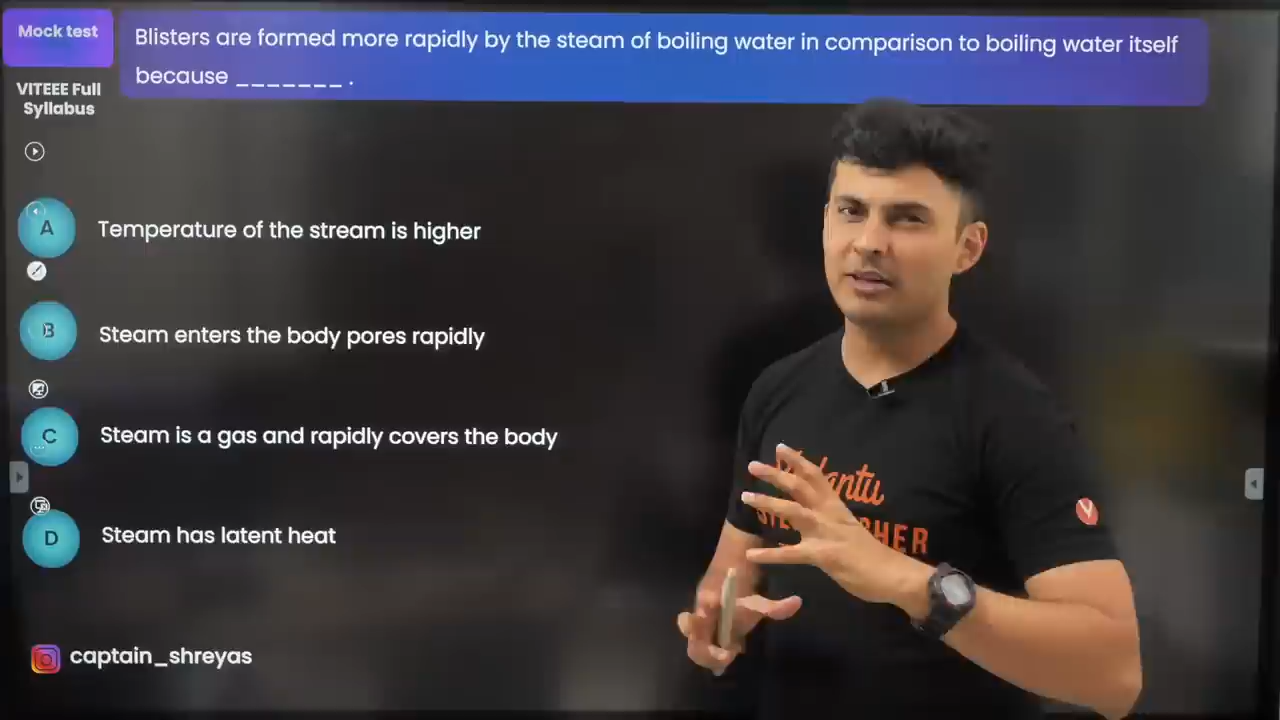 Mock test
Blisters are formed more rapidly by the steam of boiling water in comparison to boiling water itself
because _______ .
VITEEE Full
Syllabus
A
Temperature of the stream is higher
B
Steam enters the body pores rapidly
C
Steam is a gas and rapidly covers the body
D
Steam has latent heat
captain_shreyas